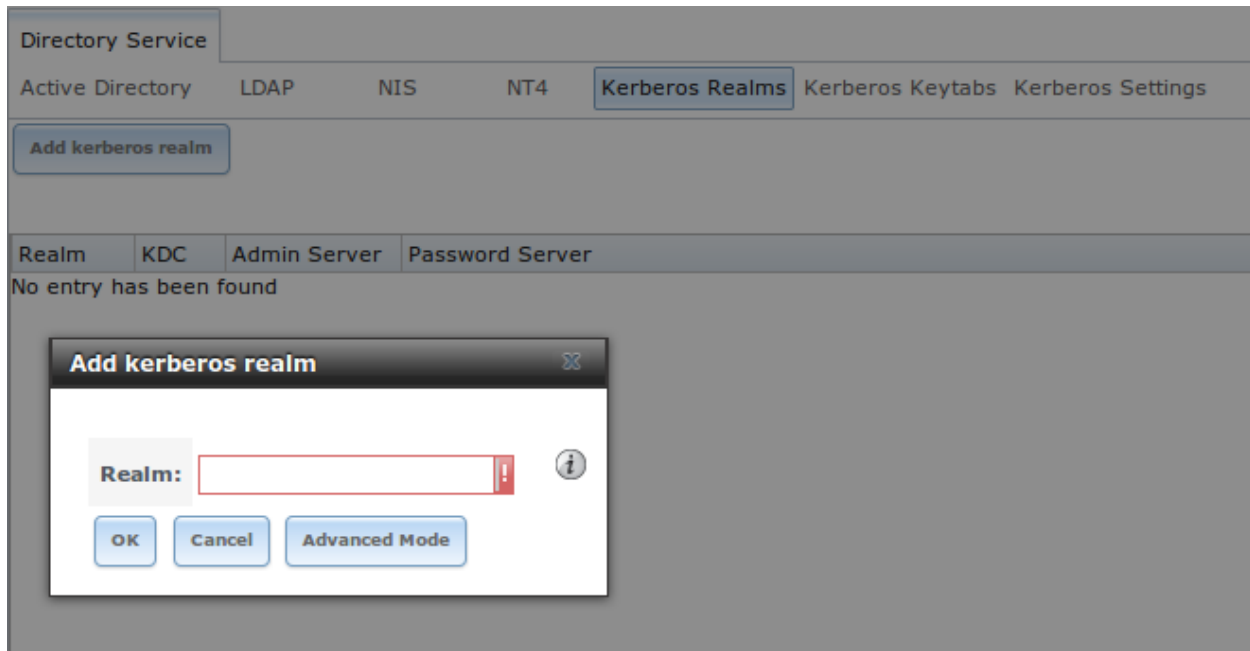 Directory Service
Active Directory LDAP NIS NT4 Kerberos Realms Kerberos Keytabs Kerberos Settings
Add kerberos realm
Realm KDC Admin Server Password Server
No entry has been found
Add kerberos realm
Realm: !
i
OK Cancel Advanced Mode